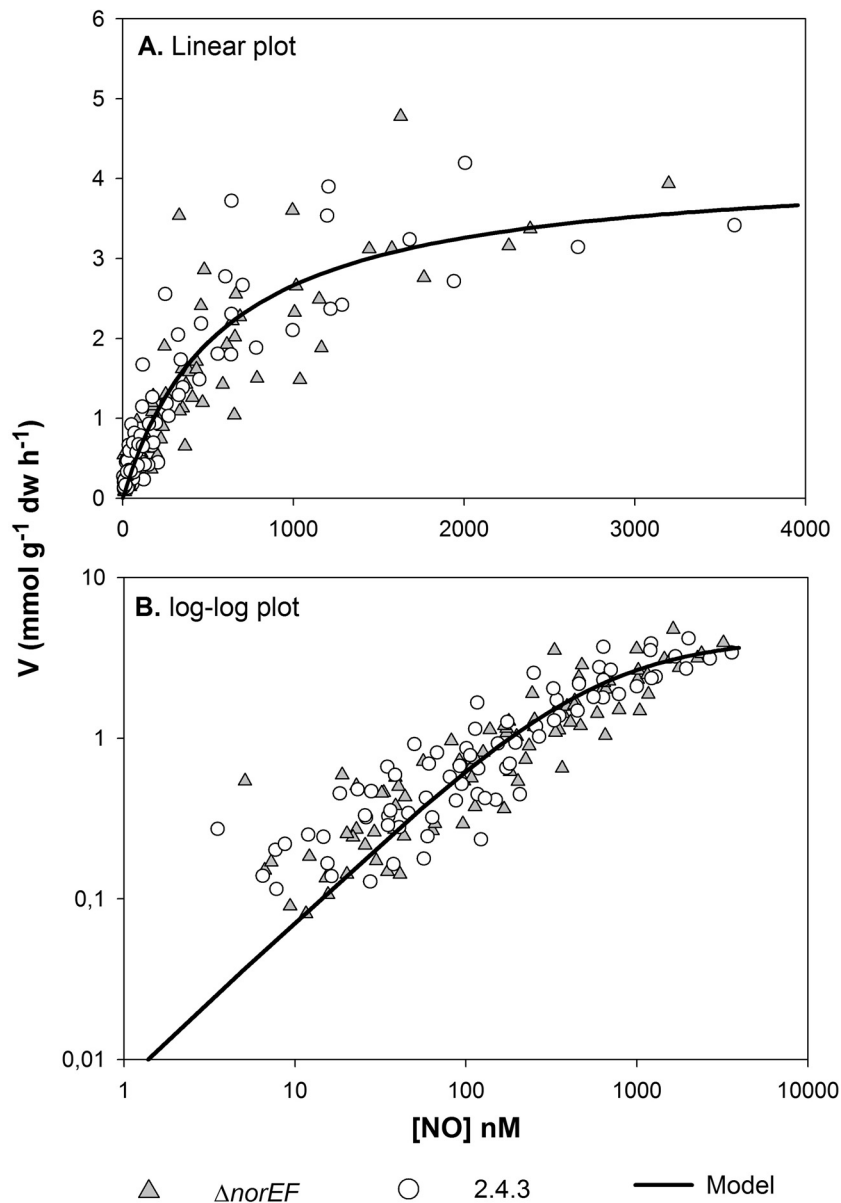 A. Linear plot
6
5
4
3
2
1
0
0 1000 2000 3000 4000
V (mmol g⁻¹ dw h⁻¹)
B. log-log plot
10
1
0,1
0,01
1 10 100 1000 10000
[NO] nM
ΔnorEF 2.4.3 Model